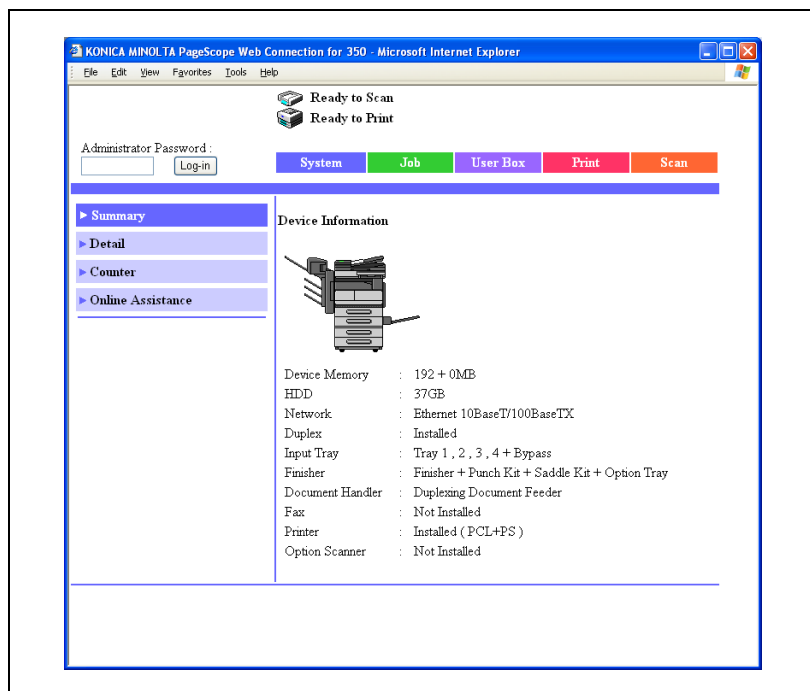 KONICA MINOLTA PageScope Web Connection for 350 - Microsoft Internet Explorer
File Edit View Favorites Tools Help
Ready to Scan
Ready to Print
Administrator Password :
Log-in
System Job User Box Print Scan
Summary
Detail
Counter
Online Assistance
Device Information
Device Memory : 192 + 0MB
HDD : 37GB
Network : Ethernet 10BaseT/100BaseTX
Duplex : Installed
Input Tray : Tray 1 , 2 , 3 , 4 + Bypass
Finisher : Finisher + Punch Kit + Saddle Kit + Option Tray
Document Handler : Duplexing Document Feeder
Fax : Not Installed
Printer : Installed ( PCL+PS )
Option Scanner : Not Installed